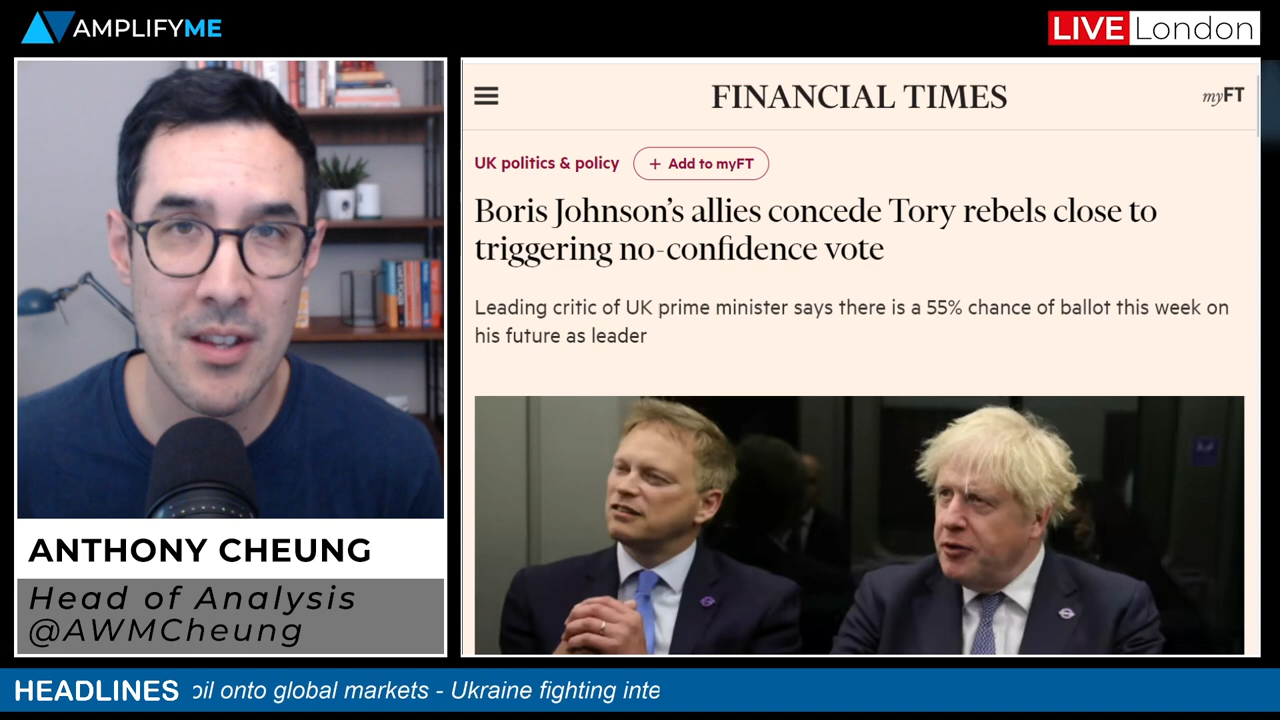 AMPLIFYME
LIVE London
FINANCIAL TIMES
myFT
UK politics & policy
+ Add to myFT
Boris Johnson's allies concede Tory rebels close to
triggering no-confidence vote
Leading critic of UK prime minister says there is a 55% chance of ballot this week on
his future as leader
ANTHONY CHEUNG
Head of Analysis
@AWMCheung
HEADLINES oil onto global markets - Ukraine fighting inte